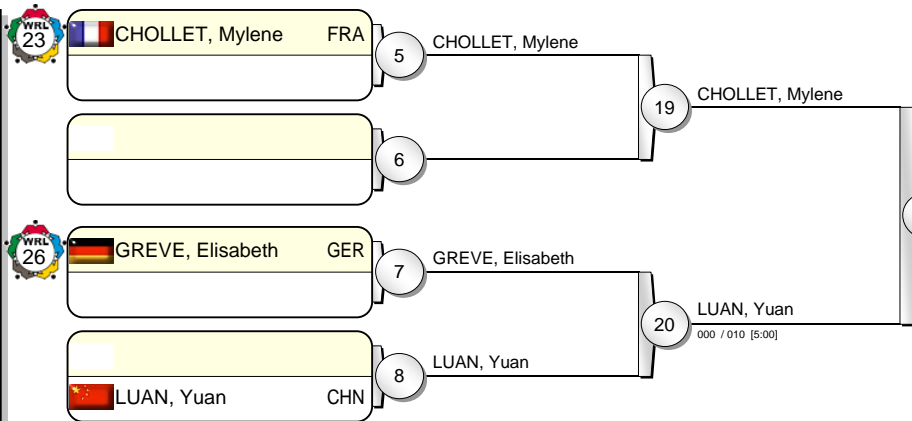 WRL
23
CHOLLET, Mylene FRA
5
CHOLLET, Mylene
6
19
CHOLLET, Mylene
WRL
26
GREVE, Elisabeth GER
7
GREVE, Elisabeth
LUAN, Yuan CHN
8
LUAN, Yuan
20
LUAN, Yuan
000 / 010 [5:00]